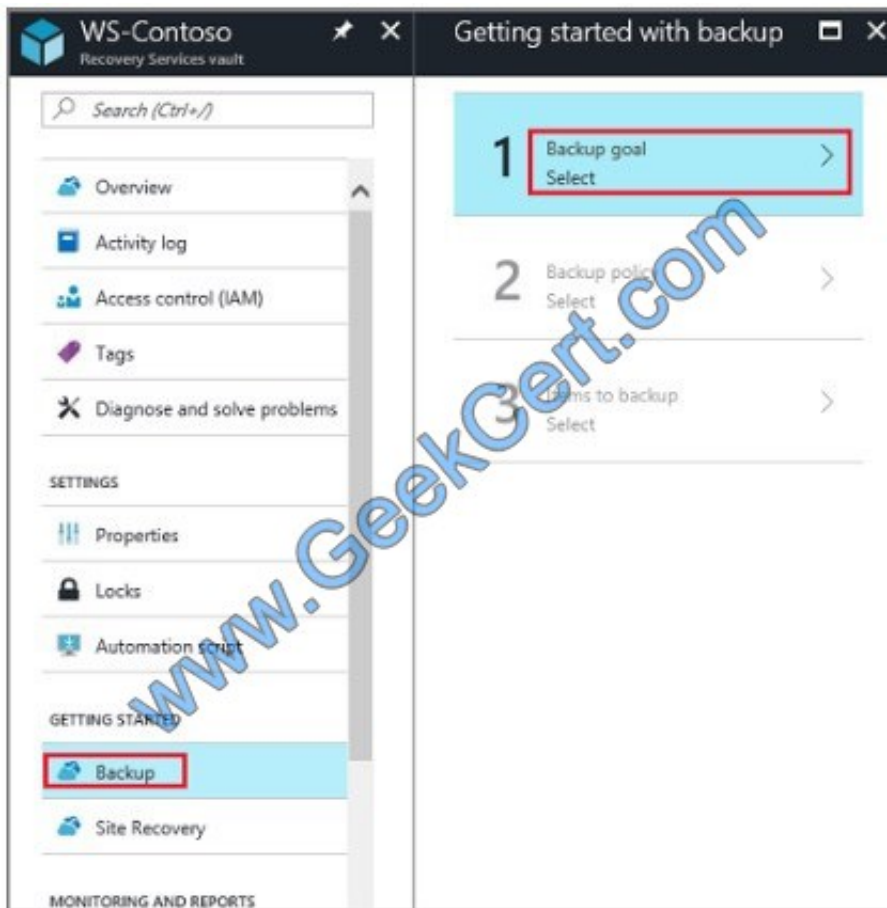 WS-Contoso
Recovery Services vault
Search (Ctrl+/)
Overview
Activity log
Access control (IAM)
Tags
Diagnose and solve problems
SETTINGS
Properties
Locks
Automation script
GETTING STARTED
Backup
Site Recovery
MONITORING AND REPORTS
Getting started with backup
1
Backup goal
Select
2
Backup policy
Select
3
Items to backup
Select
www.GeekCert.com